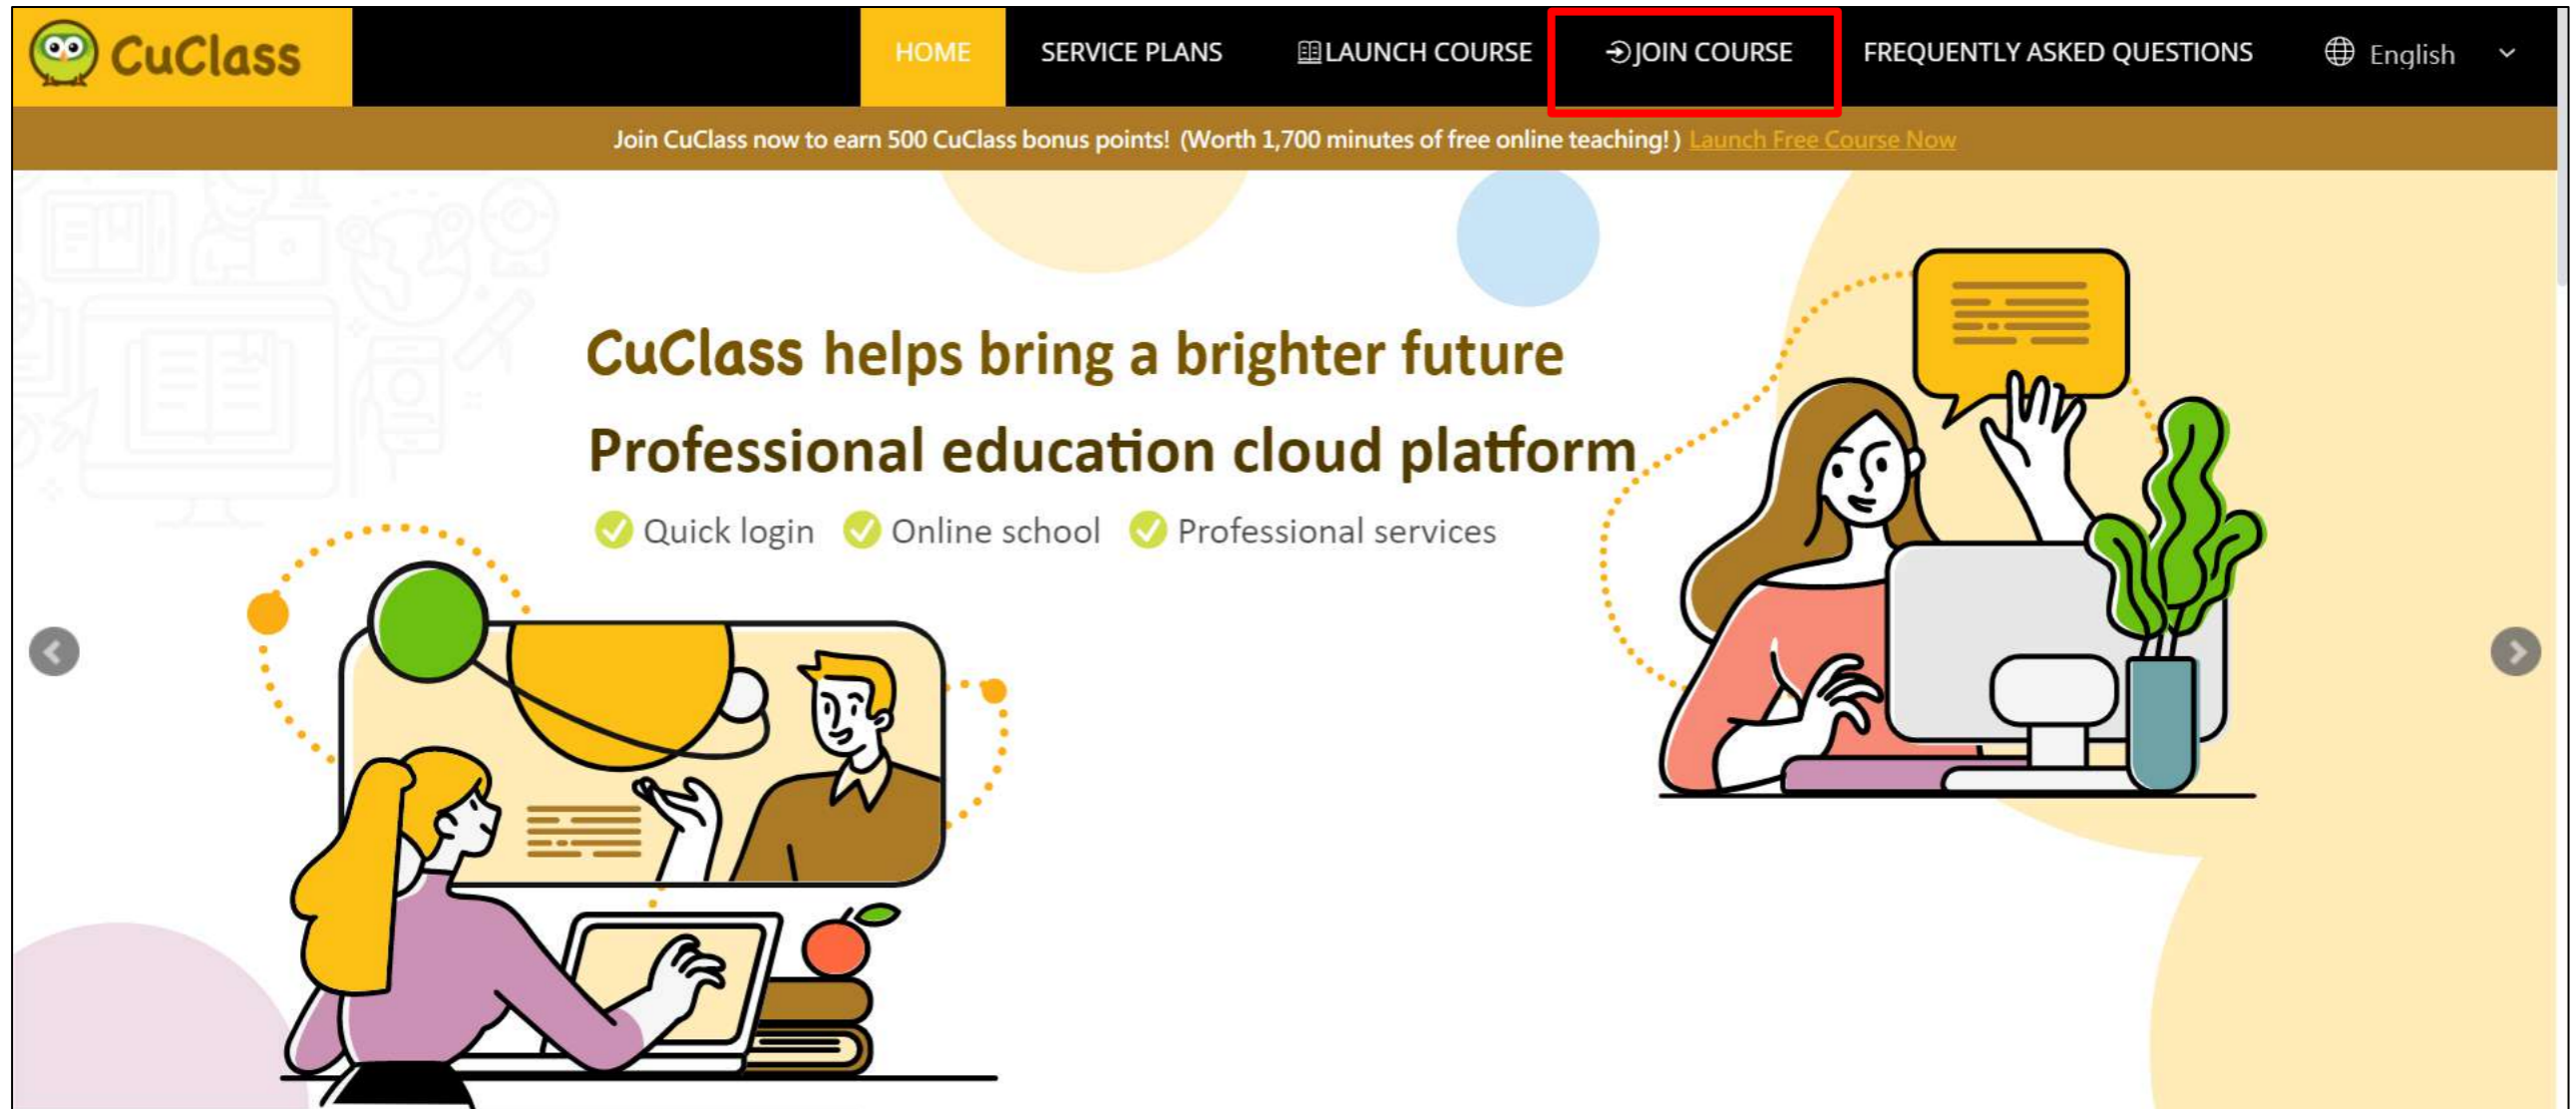 CuClass
HOME SERVICE PLANS LAUNCH COURSE JOIN COURSE FREQUENTLY ASKED QUESTIONS English
Join CuClass now to earn 500 CuClass bonus points! (Worth 1,700 minutes of free online teaching!) Launch Free Course Now
CuClass helps bring a brighter future
Professional education cloud platform
Quick login Online school Professional services